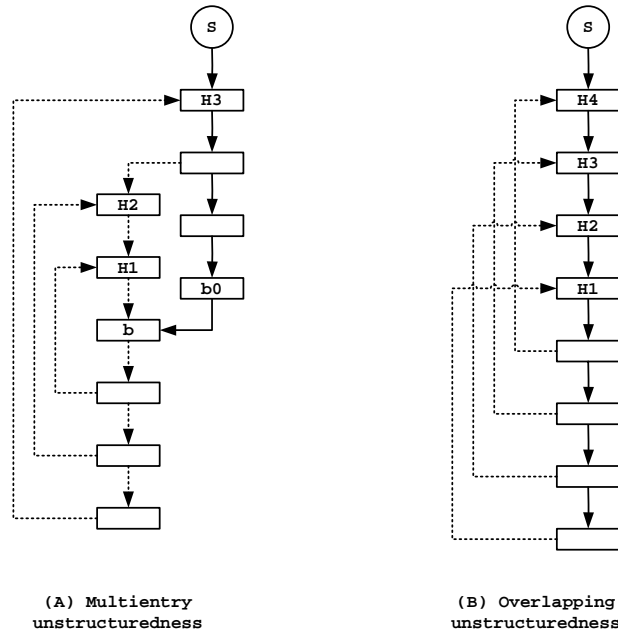 S
H3
H2
H1
b0
b
(A) Multientry
unstructuredness
S
H4
H3
H2
H1
(B) Overlapping
unstructuredness